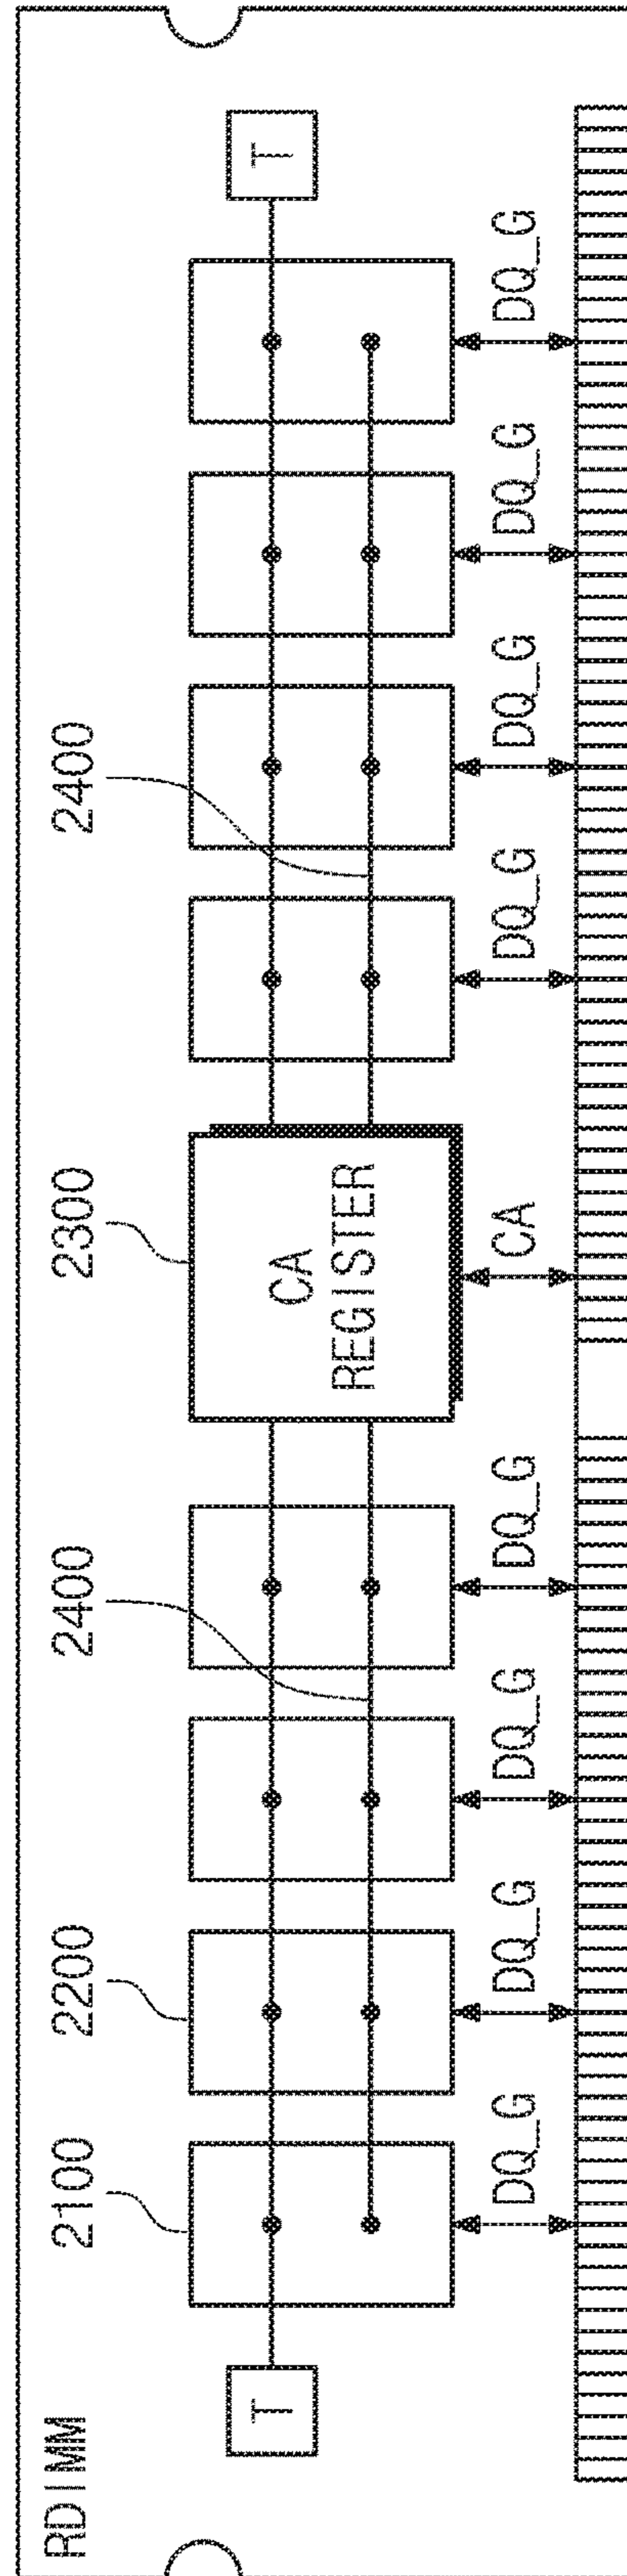 RDIMM
2100
2200
2400
2300
2400
T
CA
REGISTER
T
DQ_G
DQ_G
DQ_G
DQ_G
CA
DQ_G
DQ_G
DQ_G
DQ_G